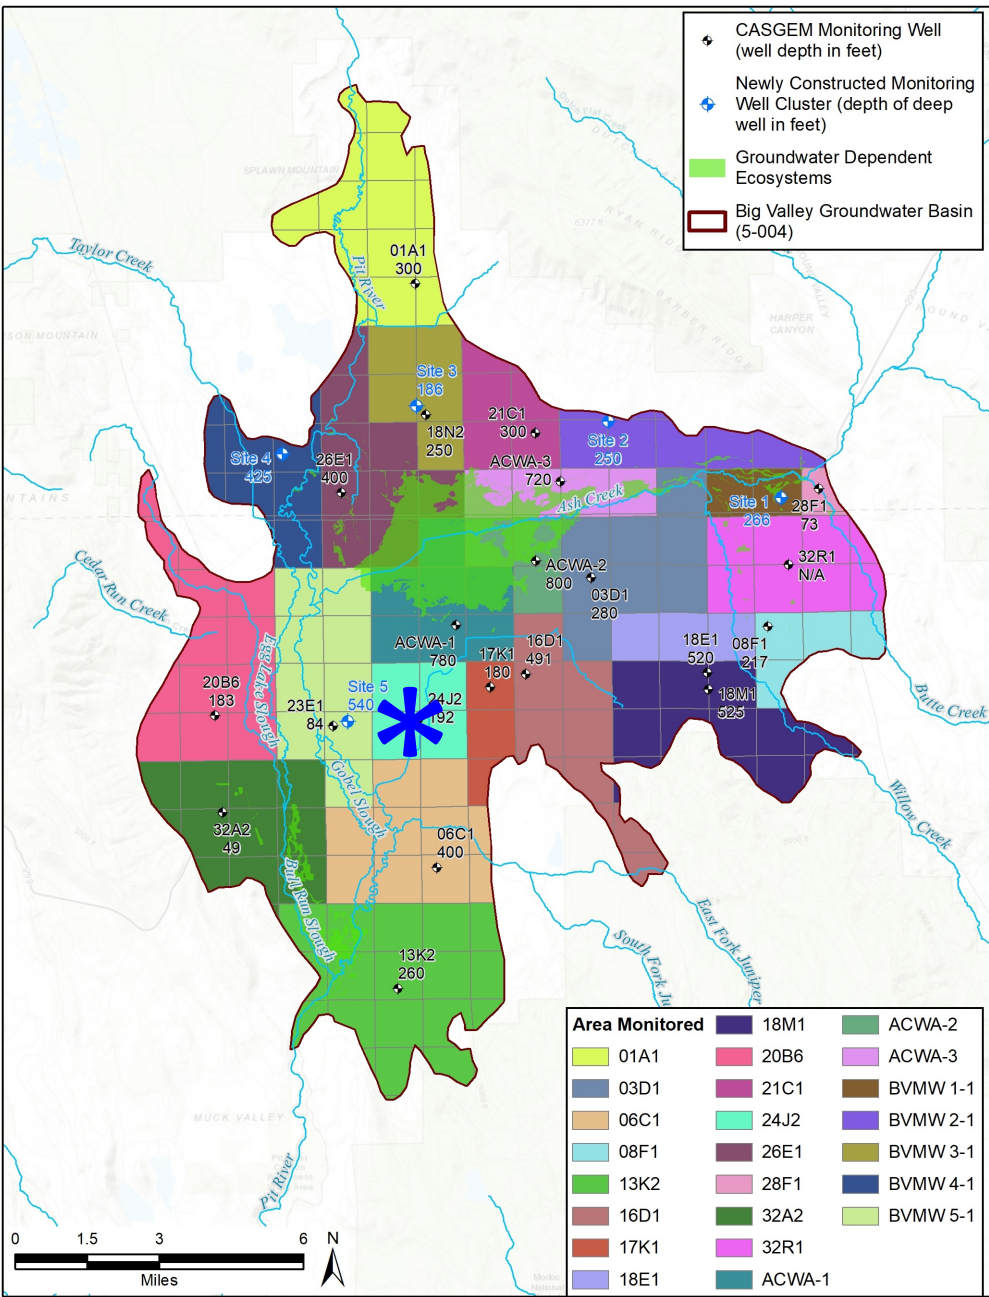 CASGEM Monitoring Well
(well depth in feet)
Newly Constructed Monitoring
Well Cluster (depth of deep
well in feet)
Groundwater Dependent
Ecosystems
Big Valley Groundwater Basin
(5-004)
SPLAWN MOUNTAIN
Taylor Creek
Pit River
01A1
300
HARPER
CANYON
Site 3
186
18N2
250
21C1
300
Site 2
250
Site 4
425
26E1
400
ACWA-3
720
Ash Creek
Site 1
266
28F1
73
32R1
N/A
Cedar Run Creek
ACWA-2
800
03D1
280
ACWA-1
780
17K1
180
16D1
491
18E1
520
08F1
217
18M1
525
Butte Creek
Egg Lake Slough
20B6
183
23E1
84
Site 5
540
24J2
192
Gobel Slough
Willow Creek
32A2
49
06C1
400
Bull Run Slough
13K2
260
East Fork Juniper
South Fork Ju
MUCK VALLEY
Pit River
0 1.5 3 6
Miles
N
Area Monitored
01A1
03D1
06C1
08F1
13K2
16D1
17K1
18E1
18M1
20B6
21C1
24J2
26E1
28F1
32A2
32R1
ACWA-1
ACWA-2
ACWA-3
BVMW 1-1
BVMW 2-1
BVMW 3-1
BVMW 4-1
BVMW 5-1